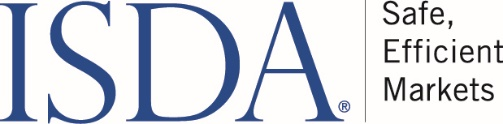 ISDA®
Safe,
Efficient
Markets